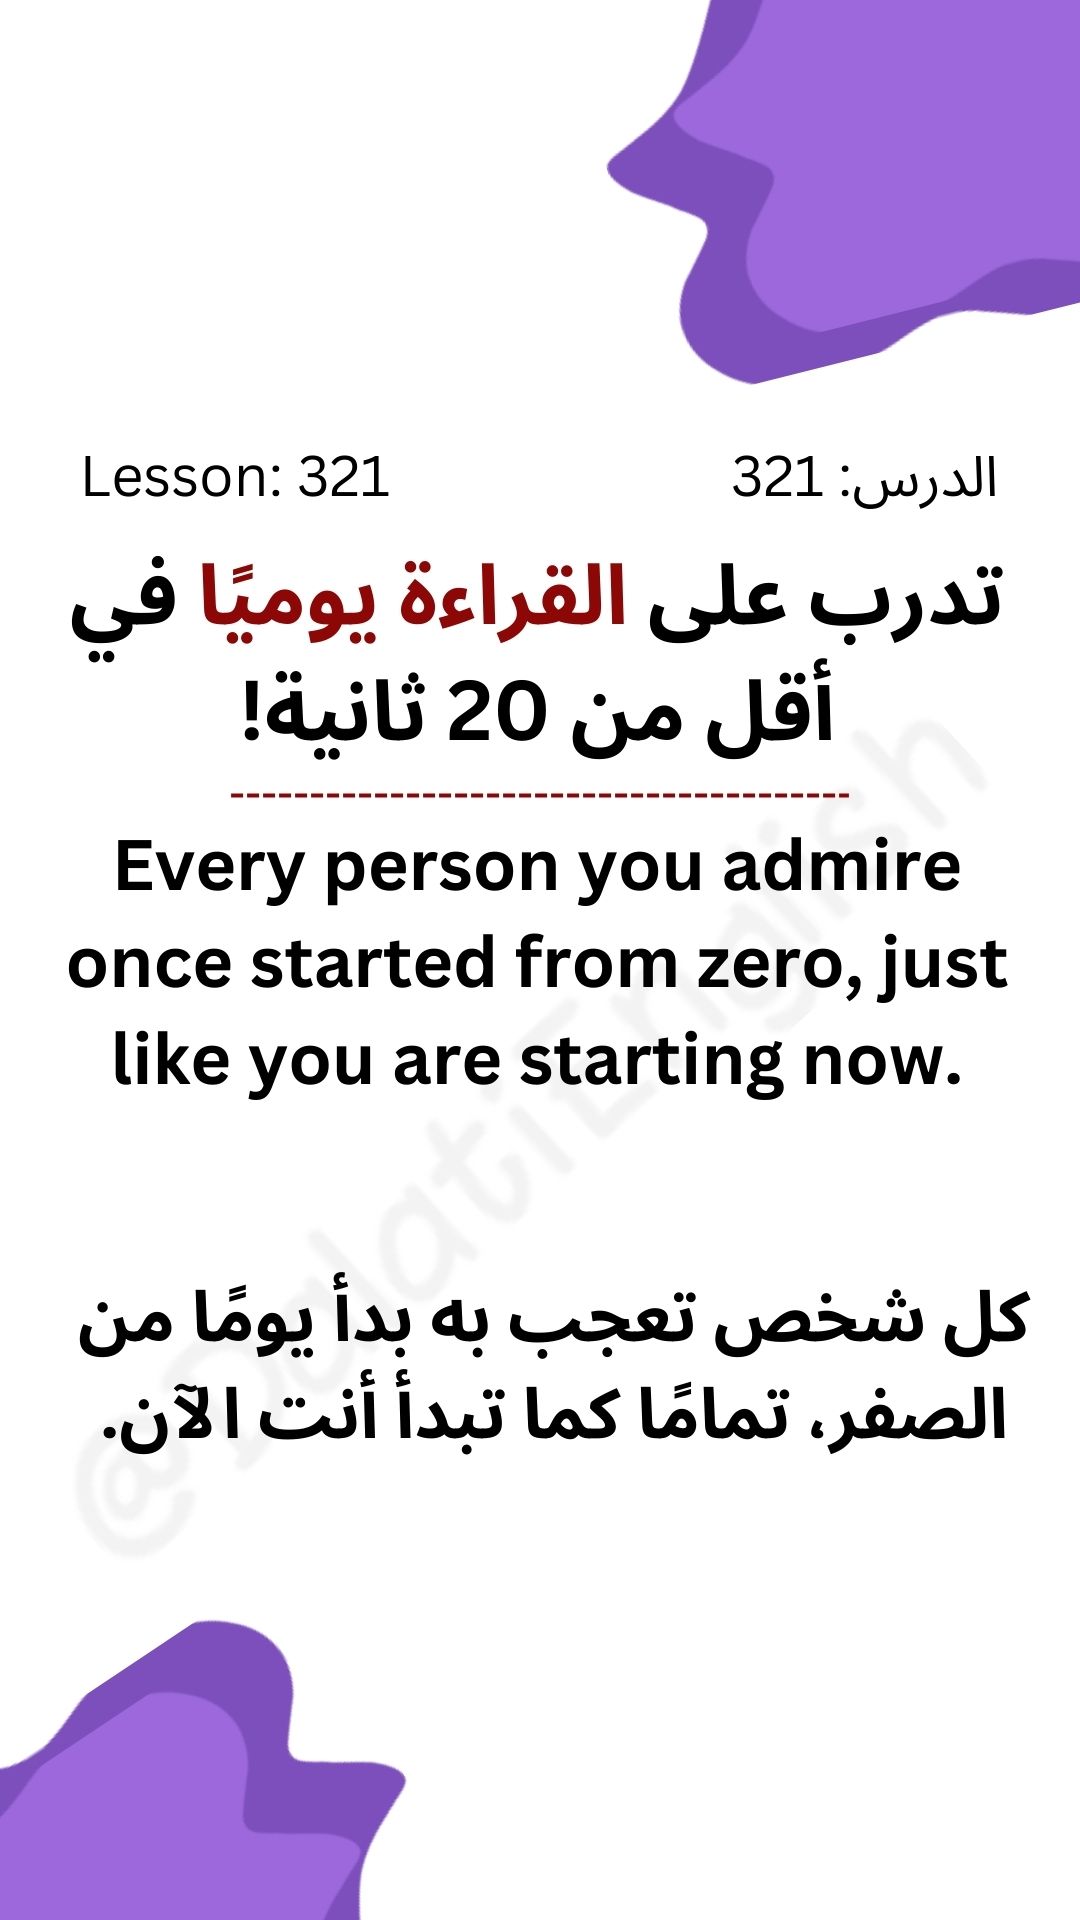 Lesson: 321
الدرس: 321
تدرب على القراءة يوميًا في
أقل من 20 ثانية!
---------------------------------------
Every person you admire
once started from zero, just
like you are starting now.
كل شخص تعجب به بدأ يومًا من
الصفر، تمامًا كما تبدأ أنت الآن.
@DalatiEnglish